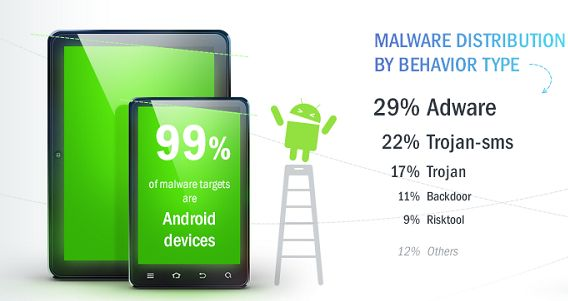 99%
of malware targets
are
Android
devices
MALWARE DISTRIBUTION
BY BEHAVIOR TYPE
29% Adware
22% Trojan-sms
17% Trojan
11% Backdoor
9% Risktool
12% Others